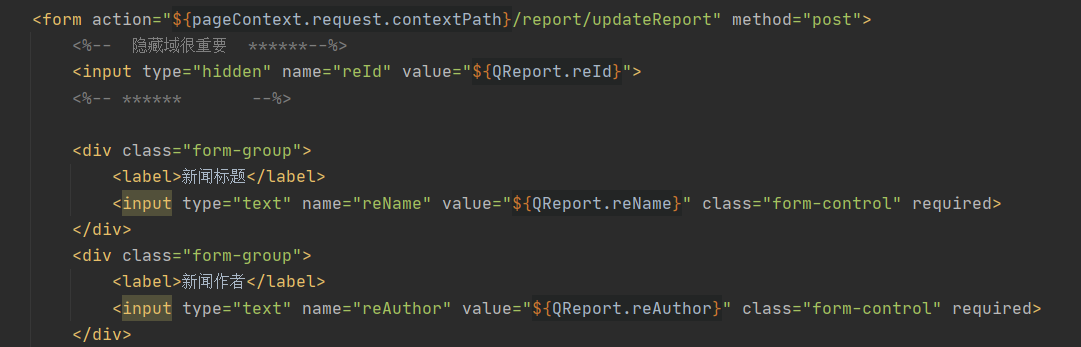 <form action="${pageContext.request.contextPath}/report/updateReport" method="post">
<%--  隐藏域很重要  ******--%>
<input type="hidden" name="reId" value="${QReport.reId}">
<%-- ******       --%>
<div class="form-group">
<label>新闻标题</label>
<input type="text" name="reName" value="${QReport.reName}" class="form-control" required>
</div>
<div class="form-group">
<label>新闻作者</label>
<input type="text" name="reAuthor" value="${QReport.reAuthor}" class="form-control" required>
</div>